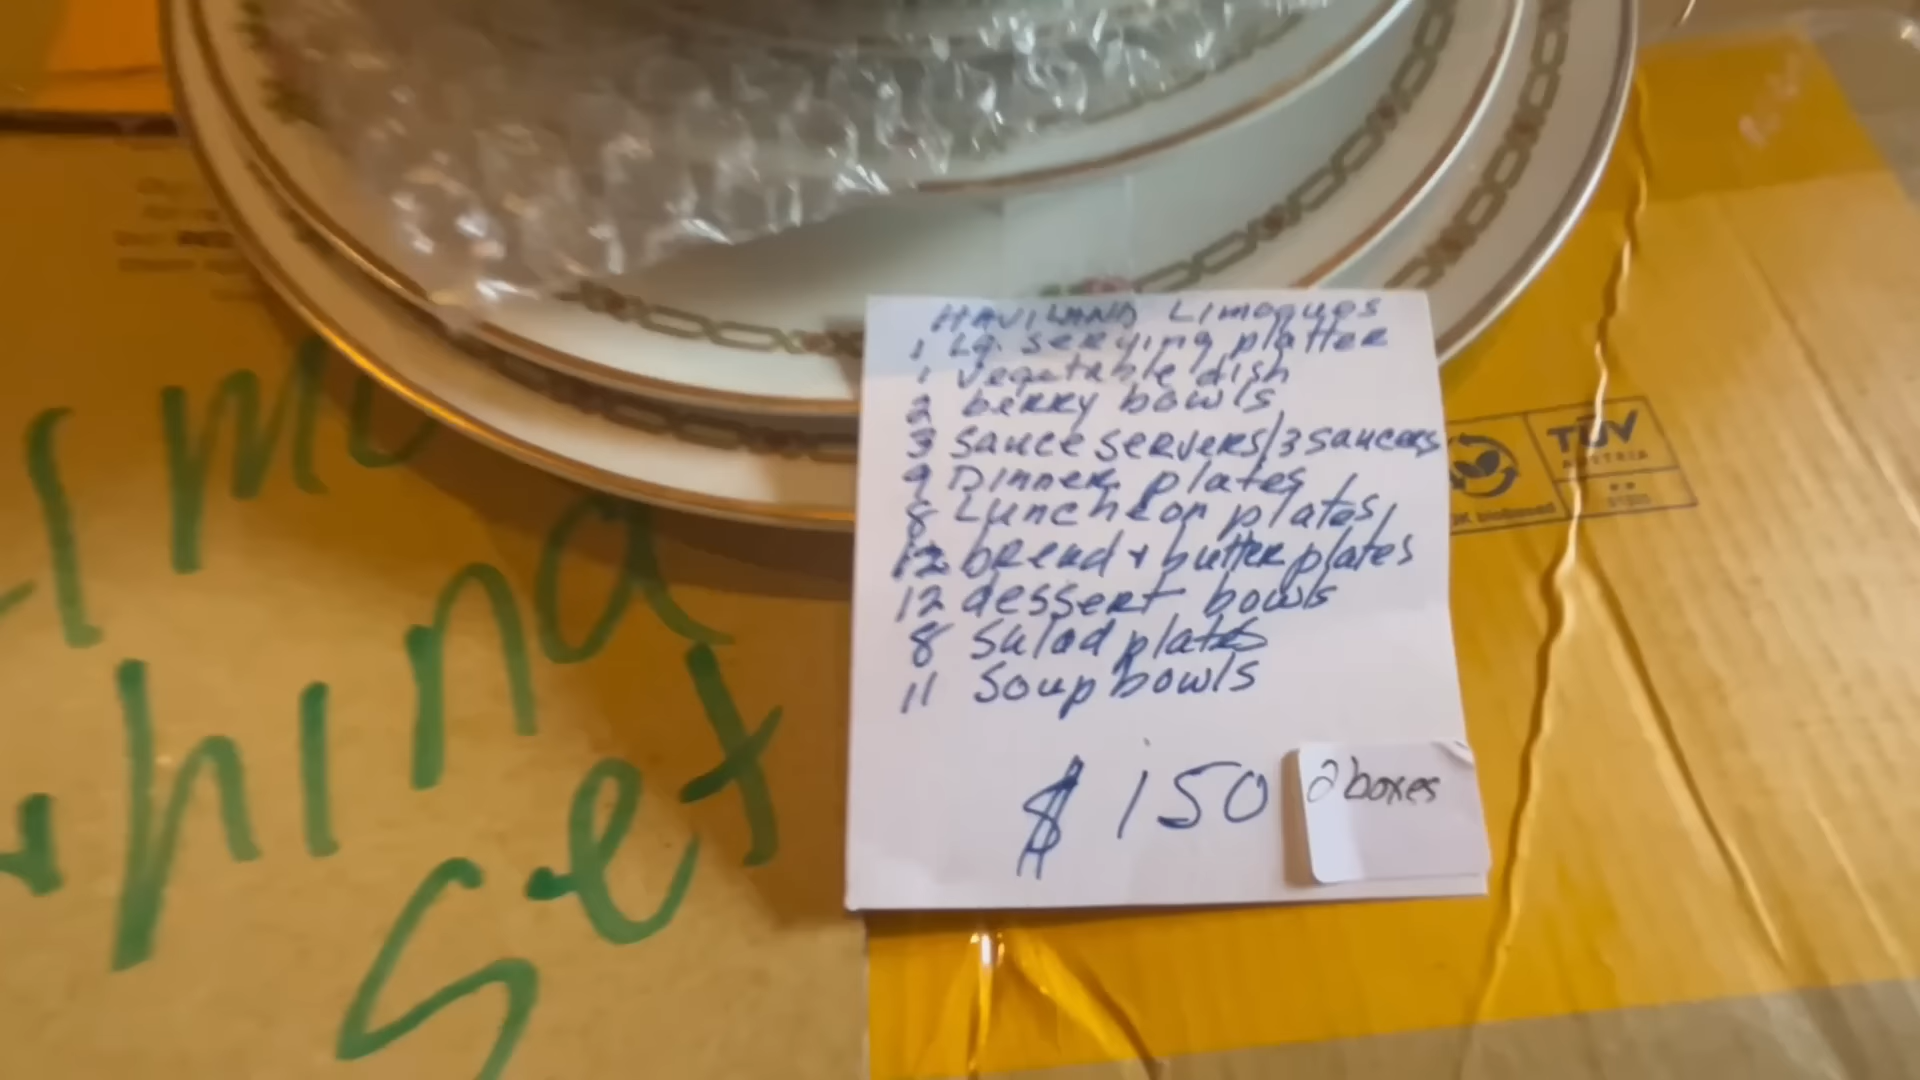 HAVILAND Limoques
1 Lg. serving platter
1 vegetable dish
2 berry bowls
3 sauce servers/3 saucers
9 Dinner plates
8 Luncheon plates
12 bread + butter plates
12 dessert bowls
8 Salad plates
11 Soup bowls
$ 150
2 boxes
china
Set
TÜV
AUSTRIA